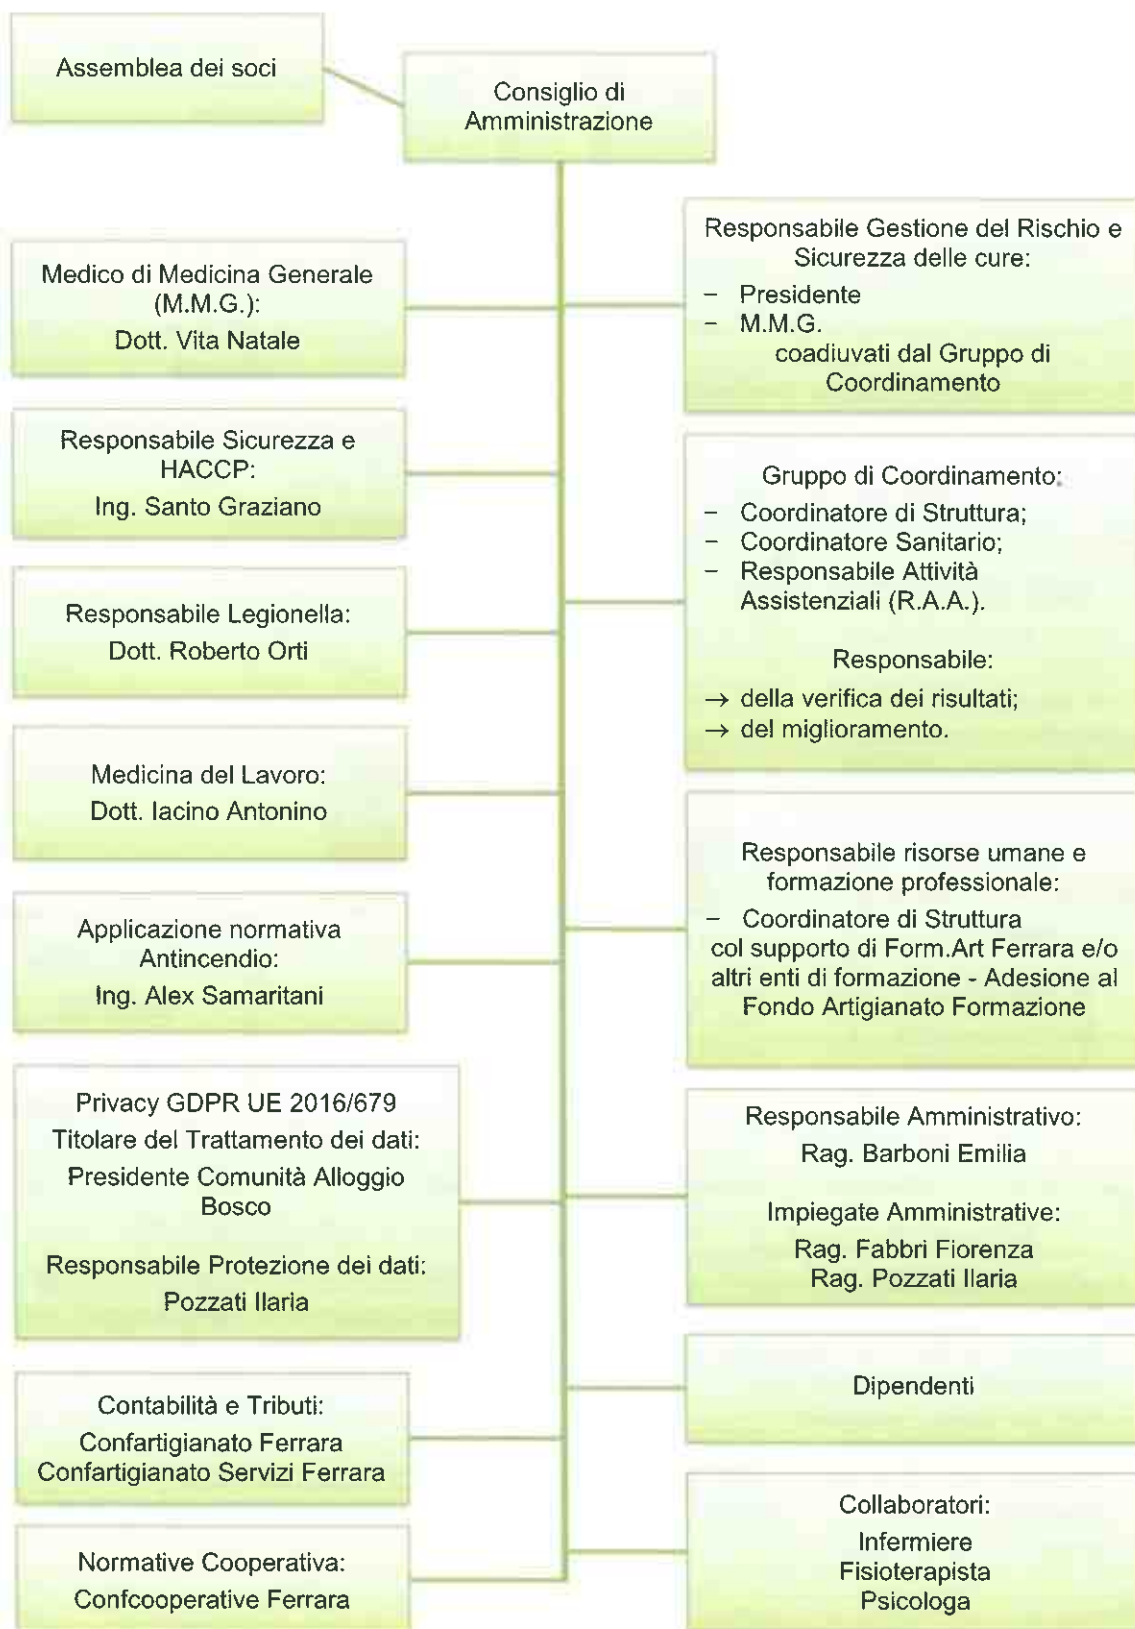 Assemblea dei soci
Consiglio di
Amministrazione
Medico di Medicina Generale
(M.M.G.):
Dott. Vita Natale
Responsabile Sicurezza e
HACCP:
Ing. Santo Graziano
Responsabile Legionella:
Dott. Roberto Orti
Medicina del Lavoro:
Dott. Iacino Antonino
Applicazione normativa
Antincendio:
Ing. Alex Samaritani
Privacy GDPR UE 2016/679
Titolare del Trattamento dei dati:
Presidente Comunità Alloggio
Bosco
Responsabile Protezione dei dati:
Pozzati Ilaria
Contabilità e Tributi:
Confartigianato Ferrara
Confartigianato Servizi Ferrara
Normative Cooperativa:
Confcooperative Ferrara
Responsabile Gestione del Rischio e
Sicurezza delle cure:
– Presidente
– M.M.G.
coadiuvati dal Gruppo di
Coordinamento
Gruppo di Coordinamento:
– Coordinatore di Struttura;
– Coordinatore Sanitario;
– Responsabile Attività
Assistenziali (R.A.A.).
Responsabile:
→ della verifica dei risultati;
→ del miglioramento.
Responsabile risorse umane e
formazione professionale:
– Coordinatore di Struttura
col supporto di Form.Art Ferrara e/o
altri enti di formazione - Adesione al
Fondo Artigianato Formazione
Responsabile Amministrativo:
Rag. Barboni Emilia
Impiegate Amministrative:
Rag. Fabbri Fiorenza
Rag. Pozzati Ilaria
Dipendenti
Collaboratori:
Infermiere
Fisioterapista
Psicologa